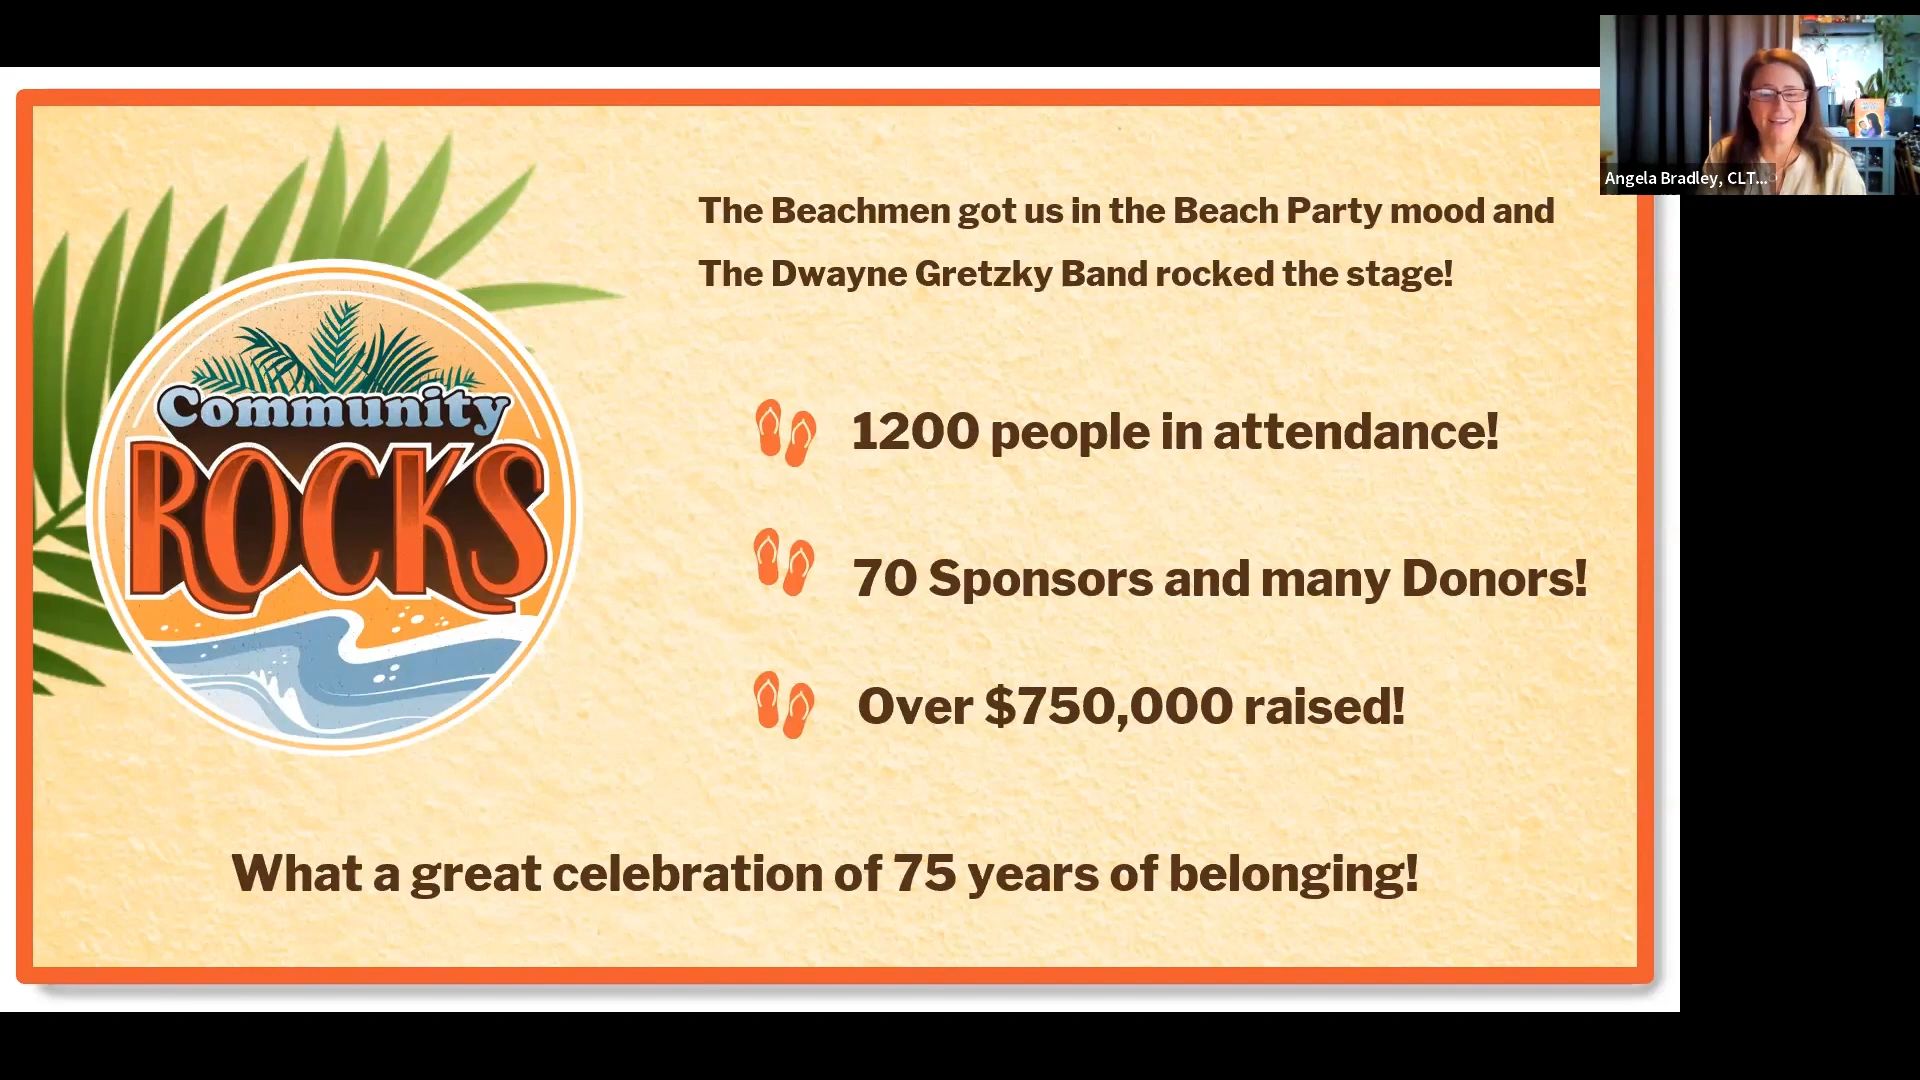 Angela Bradley, CLT...
The Beachmen got us in the Beach Party mood and
The Dwayne Gretzky Band rocked the stage!
Community
ROCKS
1200 people in attendance!
70 Sponsors and many Donors!
Over $750,000 raised!
What a great celebration of 75 years of belonging!